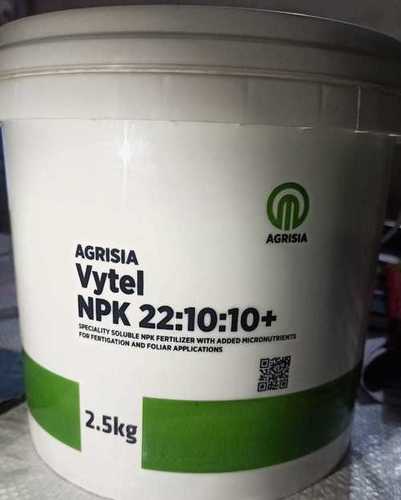 AGRISIA
AGRISIA
Vytel
NPK 22:10:10+
SPECIALITY SOLUBLE NPK FERTILIZER WITH ADDED MICRONUTRIENTS
FOR FERTIGATION AND FOLIAR APPLICATIONS
2.5kg